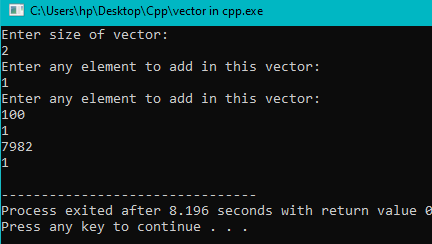 C:\Users\hp\Desktop\Cpp\vector in cpp.exe
Enter size of vector:
2
Enter any element to add in this vector:
1
Enter any element to add in this vector:
100
1
7982
1
--------------------------------
Process exited after 8.196 seconds with return value 0
Press any key to continue . . .